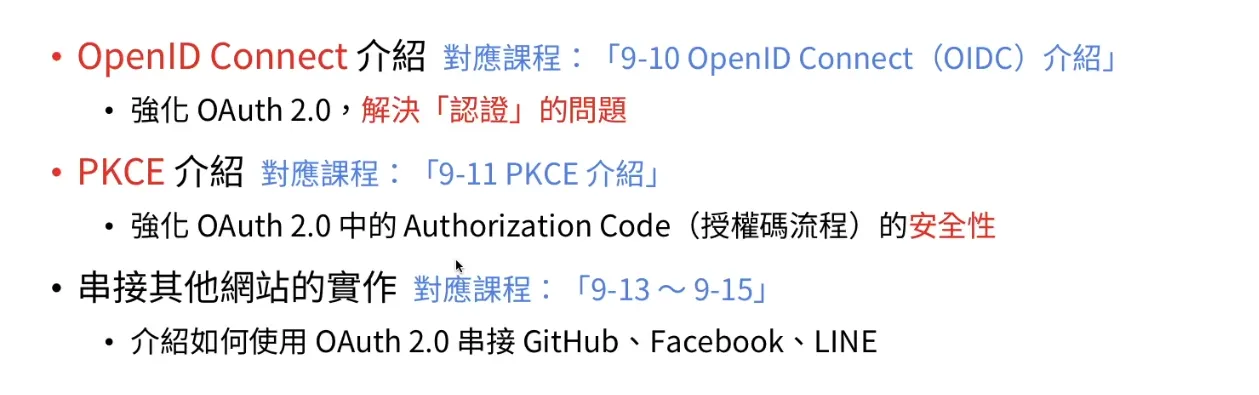 • OpenID Connect 介紹 對應課程：「9-10 OpenID Connect（OIDC）介紹」
• 強化 OAuth 2.0，解決「認證」的問題
• PKCE 介紹 對應課程：「9-11 PKCE 介紹」
• 強化 OAuth 2.0 中的 Authorization Code（授權碼流程）的安全性
• 串接其他網站的實作 對應課程：「9-13 ～ 9-15」
• 介紹如何使用 OAuth 2.0 串接 GitHub、Facebook、LINE